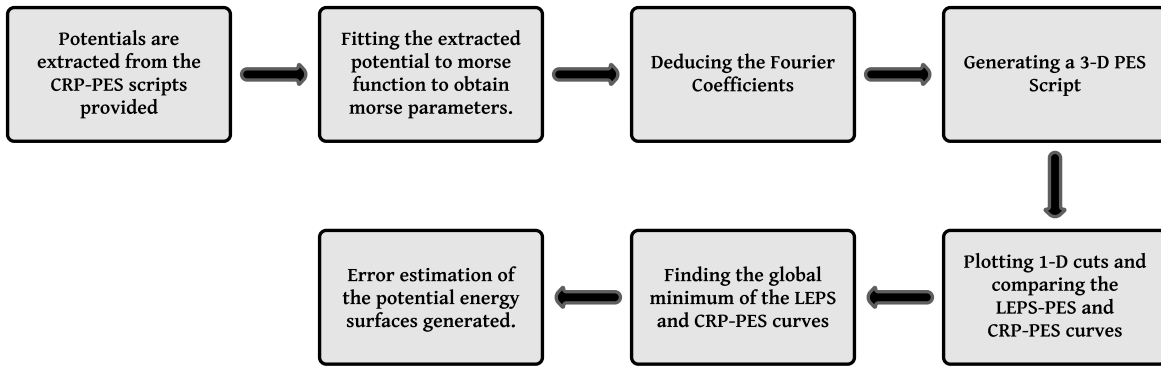 Potentials are
extracted from the
CRP-PES scripts
provided
Fitting the extracted
potential to morse
function to obtain
morse parameters.
Deducing the Fourier
Coefficients
Generating a 3-D PES
Script
Plotting 1-D cuts and
comparing the
LEPS-PES and
CRP-PES curves
Finding the global
minimum of the LEPS
and CRP-PES curves
Error estimation of
the potential energy
surfaces generated.